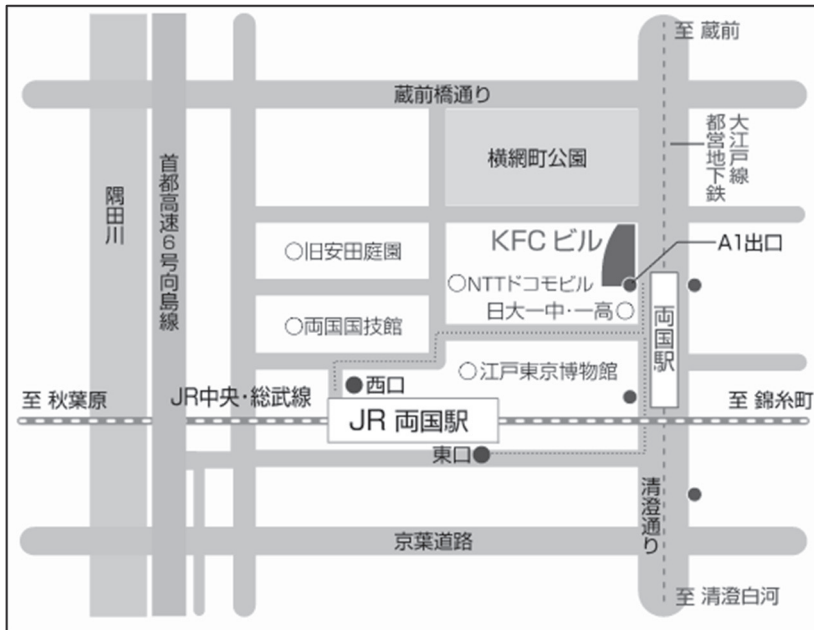 至 蔵前
蔵前橋通り
大江戸線
都営地下鉄
横網町公園
首都高速6号向島線
隅田川
KFC ビル
A1出口
○旧安田庭園
○NTTドコモビル
日大一中・一高○
○両国国技館
両国駅
○江戸東京博物館
●西口
至 秋葉原
JR中央・総武線
至 錦糸町
JR 両国駅
東口●
清澄通り
京葉道路
至 清澄白河